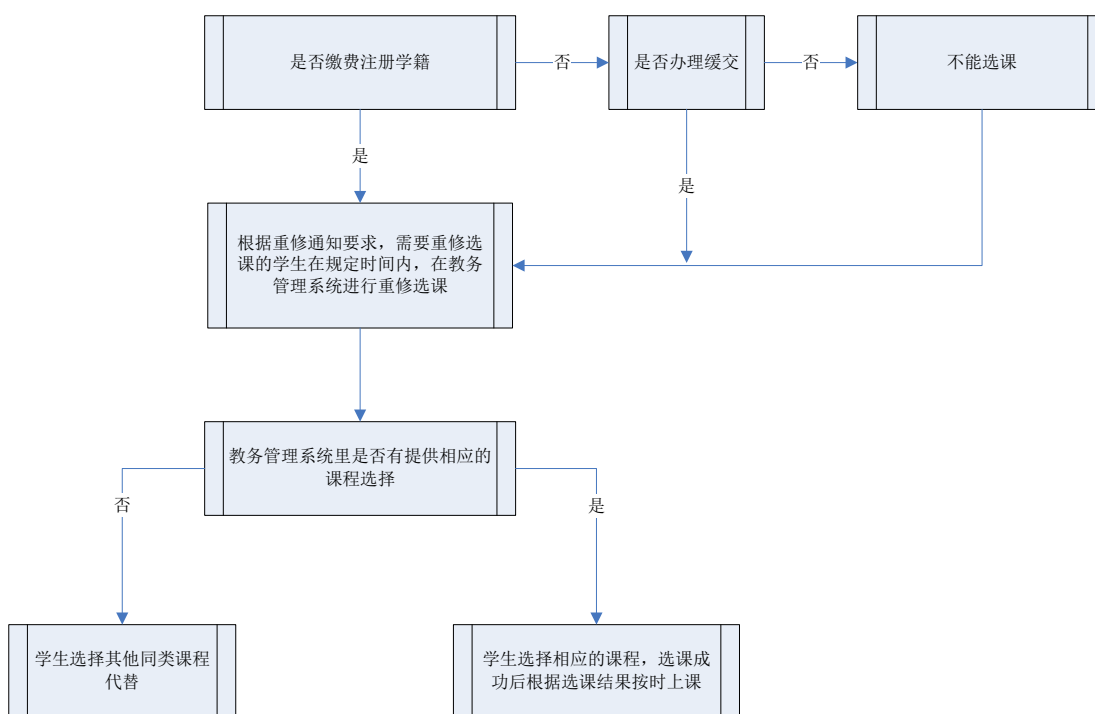 是否缴费注册学籍
否
是否办理缓交
否
不能选课
是
是
根据重修通知要求，需要重修选
课的学生在规定时间内，在教务
管理系统进行重修选课
教务管理系统里是否有提供相应的
课程选择
否
是
学生选择其他同类课程
代替
学生选择相应的课程，选课成
功后根据选课结果按时上课